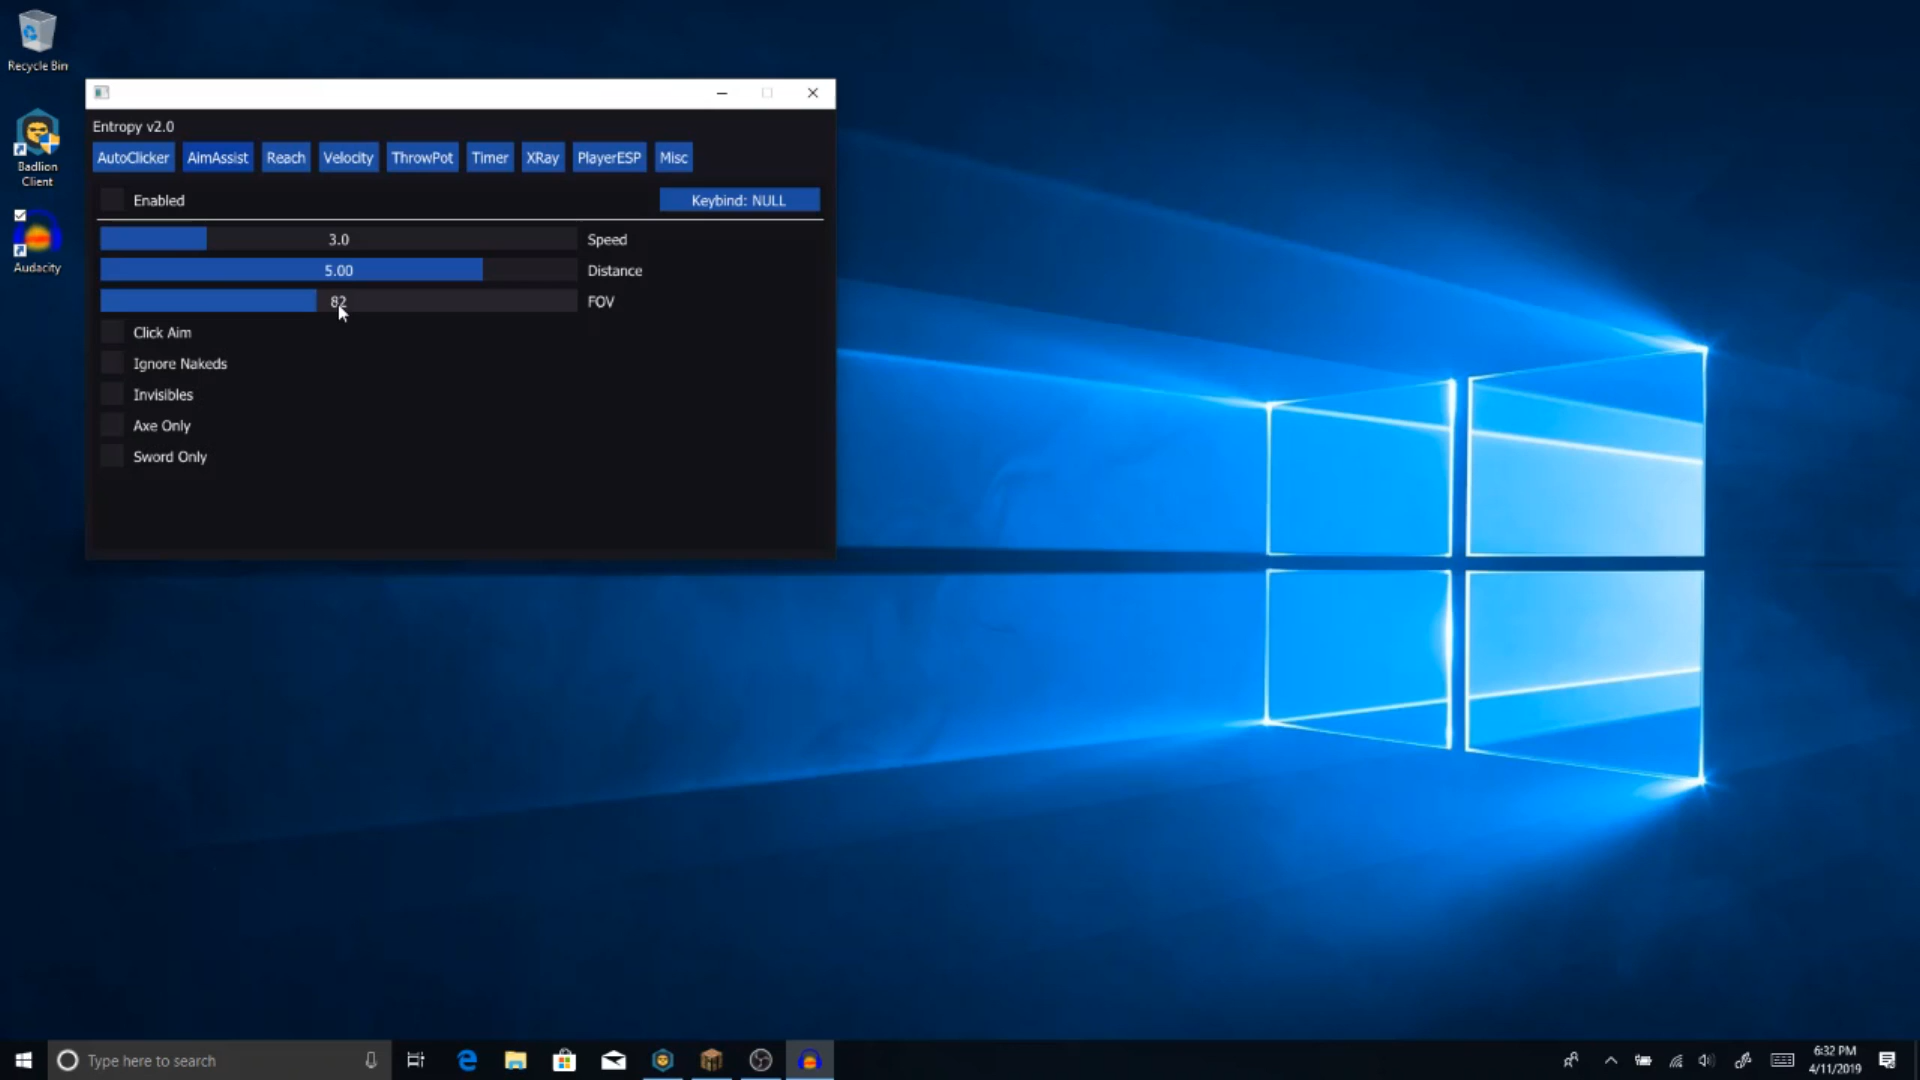 Recycle Bin
Badlion
Client
Audacity
Entropy v2.0
AutoClicker AimAssist Reach Velocity ThrowPot Timer XRay PlayerESP Misc
Enabled Keybind: NULL
3.0 Speed
5.00 Distance
82 FOV
Click Aim
Ignore Nakeds
Invisibles
Axe Only
Sword Only
Type here to search
6:32 PM
4/11/2019